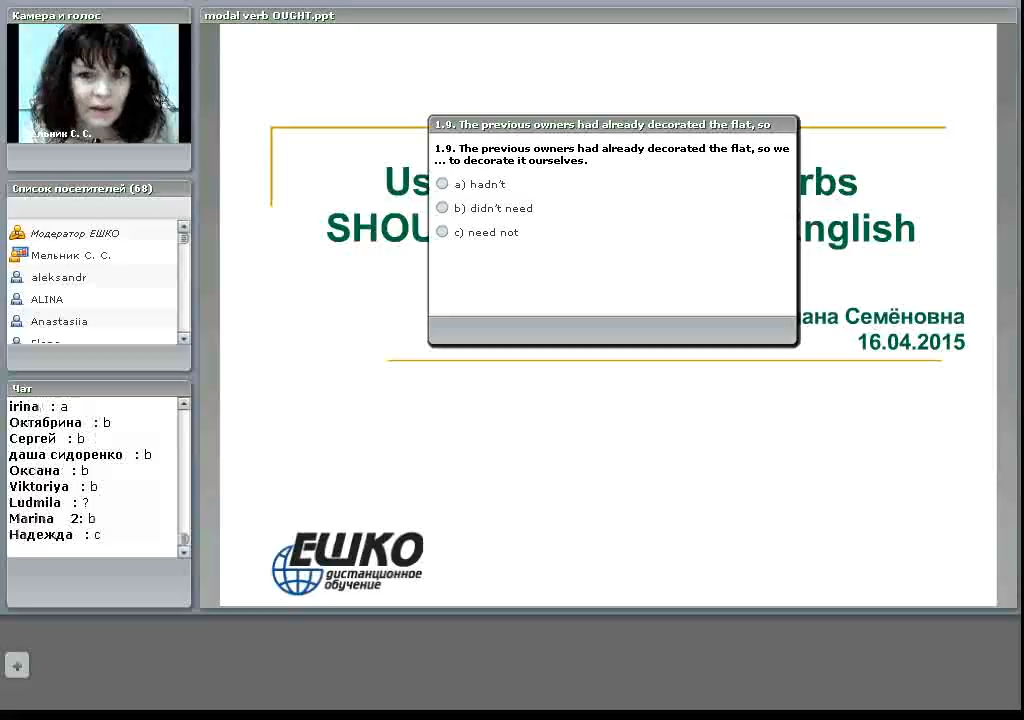 Камера и голос
Мельник С. С.
Список посетителей (68)
Модератор ЕШКО
Мельник С. С.
aleksandr
ALINA
Anastasiia
Чат
irina : a
Октябрина : b
Сергей : b
даша сидоренко : b
Оксана : b
Viktoriya : b
Ludmila : ?
Marina 2: b
Надежда : c
modal verb OUGHT.ppt
1.9. The previous owners had already decorated the flat, so
1.9. The previous owners had already decorated the flat, so we
... to decorate it ourselves.
a) hadn't
b) didn't need
c) need not
Us rbs
SHOU nglish
ана Семёновна
16.04.2015
ЕШКО
дистанционное
обучение